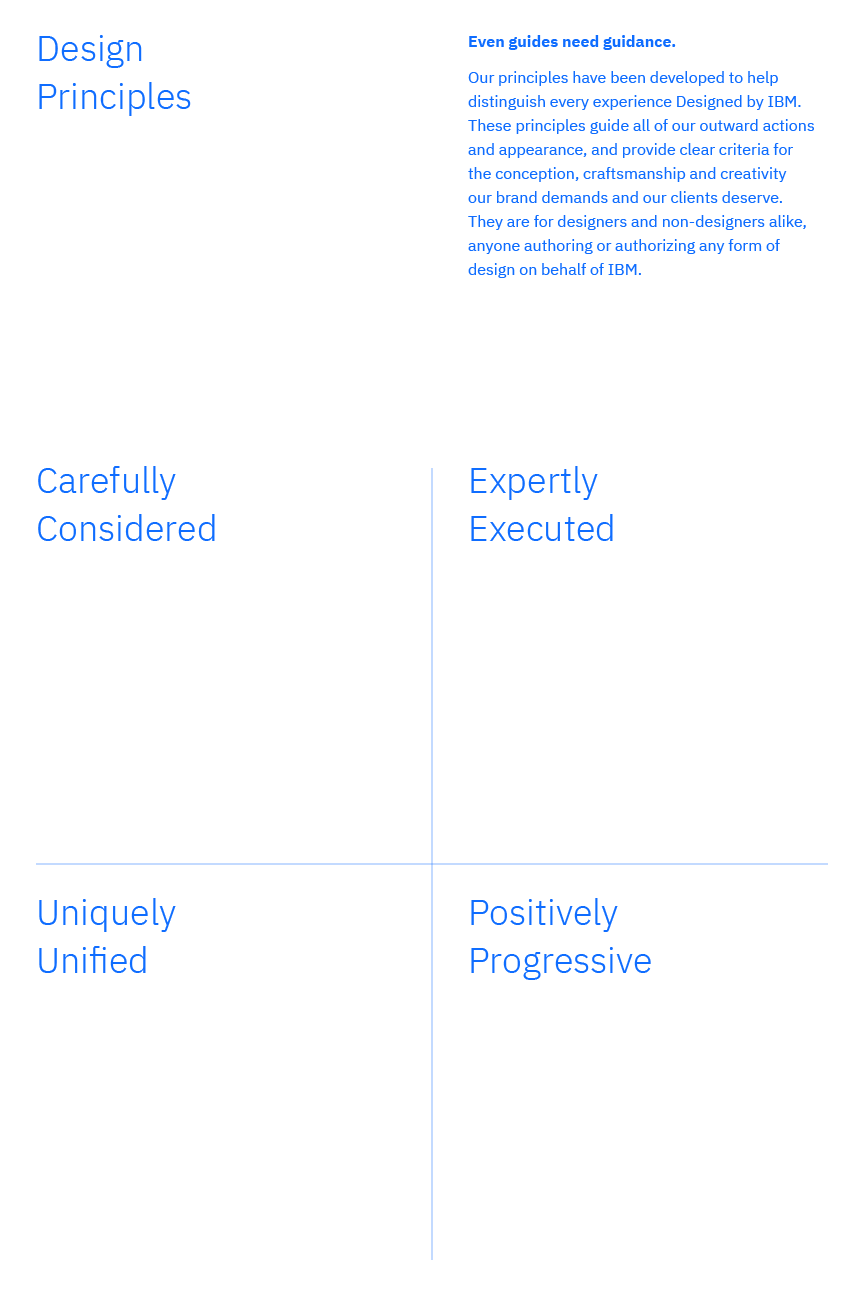 Design
Principles
Even guides need guidance.
Our principles have been developed to help
distinguish every experience Designed by IBM.
These principles guide all of our outward actions
and appearance, and provide clear criteria for
the conception, craftsmanship and creativity
our brand demands and our clients deserve.
They are for designers and non-designers alike,
anyone authoring or authorizing any form of
design on behalf of IBM.
Carefully
Considered
Expertly
Executed
Uniquely
Unified
Positively
Progressive